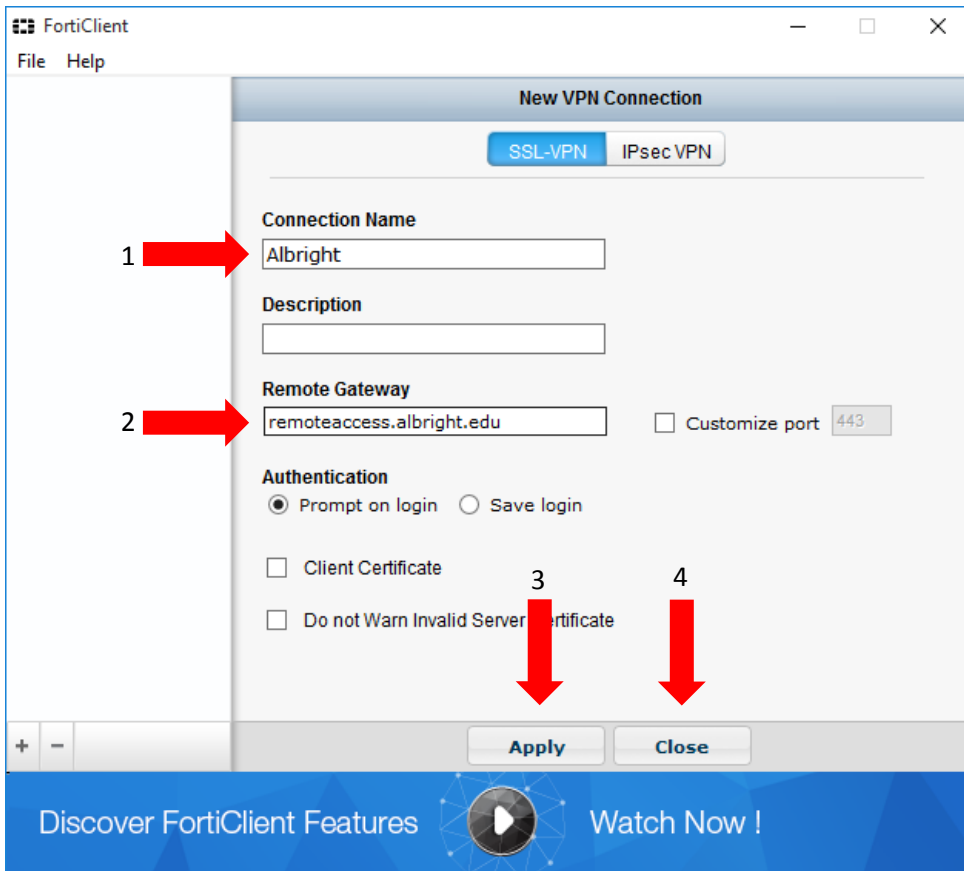 FortiClient
File Help
New VPN Connection
SSL-VPN IPsec VPN
Connection Name
1 Albright
Description
Remote Gateway
2 remoteaccess.albright.edu Customize port 443
Authentication
Prompt on login Save login
Client Certificate
3 4
Do not Warn Invalid Server ertificate
+ − Apply Close
Discover FortiClient Features Watch Now !